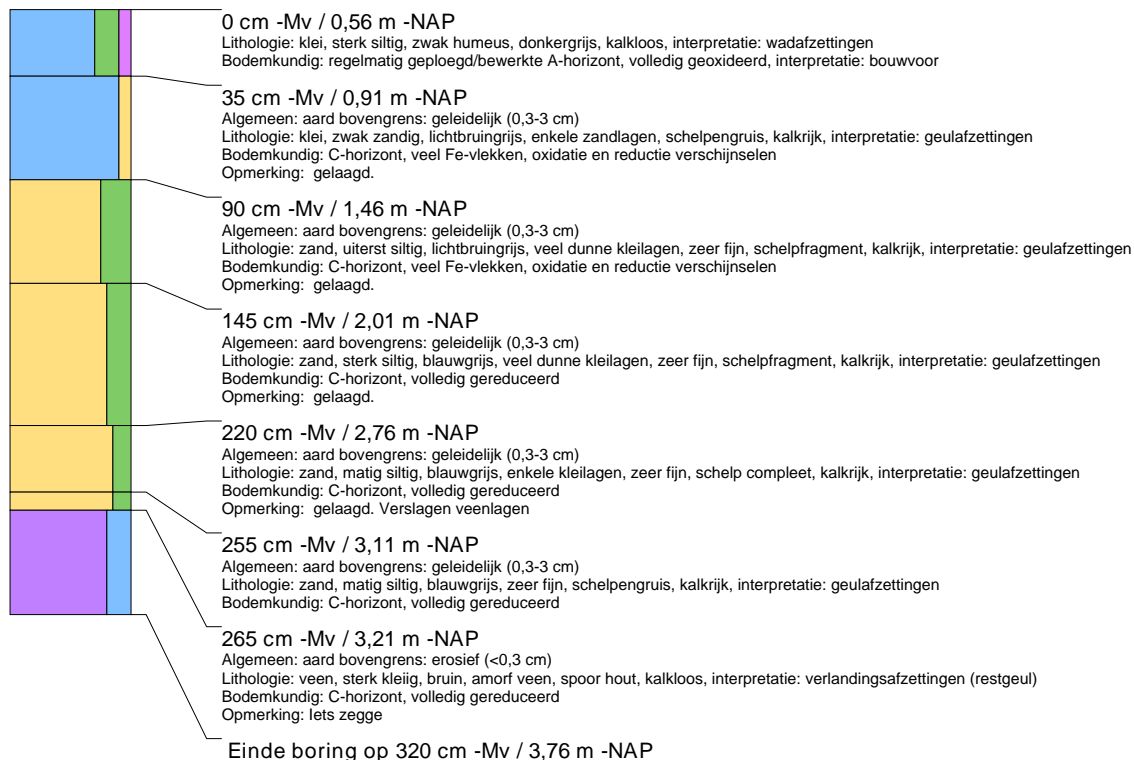 0 cm -Mv / 0,56 m -NAP
Lithologie: klei, sterk siltig, zwak humeus, donkergrijs, kalkloos, interpretatie: wadafzettingen
Bodemkundig: regelmatig geploegd/bewerkte A-horizont, volledig geoxideerd, interpretatie: bouwvoor
35 cm -Mv / 0,91 m -NAP
Algemeen: aard bovengrens: geleidelijk (0,3-3 cm)
Lithologie: klei, zwak zandig, lichtbruingrijs, enkele zandlagen, schelpengruis, kalkrijk, interpretatie: geulafzettingen
Bodemkundig: C-horizont, veel Fe-vlekken, oxidatie en reductie verschijnselen
Opmerking: gelaagd.
90 cm -Mv / 1,46 m -NAP
Algemeen: aard bovengrens: geleidelijk (0,3-3 cm)
Lithologie: zand, uiterst siltig, lichtbruingrijs, veel dunne kleilagen, zeer fijn, schelpfragment, kalkrijk, interpretatie: geulafzettingen
Bodemkundig: C-horizont, veel Fe-vlekken, oxidatie en reductie verschijnselen
Opmerking: gelaagd.
145 cm -Mv / 2,01 m -NAP
Algemeen: aard bovengrens: geleidelijk (0,3-3 cm)
Lithologie: zand, sterk siltig, blauwgrijs, veel dunne kleilagen, zeer fijn, schelpfragment, kalkrijk, interpretatie: geulafzettingen
Bodemkundig: C-horizont, volledig gereduceerd
Opmerking: gelaagd.
220 cm -Mv / 2,76 m -NAP
Algemeen: aard bovengrens: geleidelijk (0,3-3 cm)
Lithologie: zand, matig siltig, blauwgrijs, enkele kleilagen, zeer fijn, schelp compleet, kalkrijk, interpretatie: geulafzettingen
Bodemkundig: C-horizont, volledig gereduceerd
Opmerking: gelaagd. Verslagen veenlagen
255 cm -Mv / 3,11 m -NAP
Algemeen: aard bovengrens: geleidelijk (0,3-3 cm)
Lithologie: zand, matig siltig, blauwgrijs, zeer fijn, schelpengruis, kalkrijk, interpretatie: geulafzettingen
Bodemkundig: C-horizont, volledig gereduceerd
265 cm -Mv / 3,21 m -NAP
Algemeen: aard bovengrens: erosief (<0,3 cm)
Lithologie: veen, sterk kleiig, bruin, amorf veen, spoor hout, kalkloos, interpretatie: verlandingsafzettingen (restgeul)
Bodemkundig: C-horizont, volledig gereduceerd
Opmerking: Iets zegge
Einde boring op 320 cm -Mv / 3,76 m -NAP